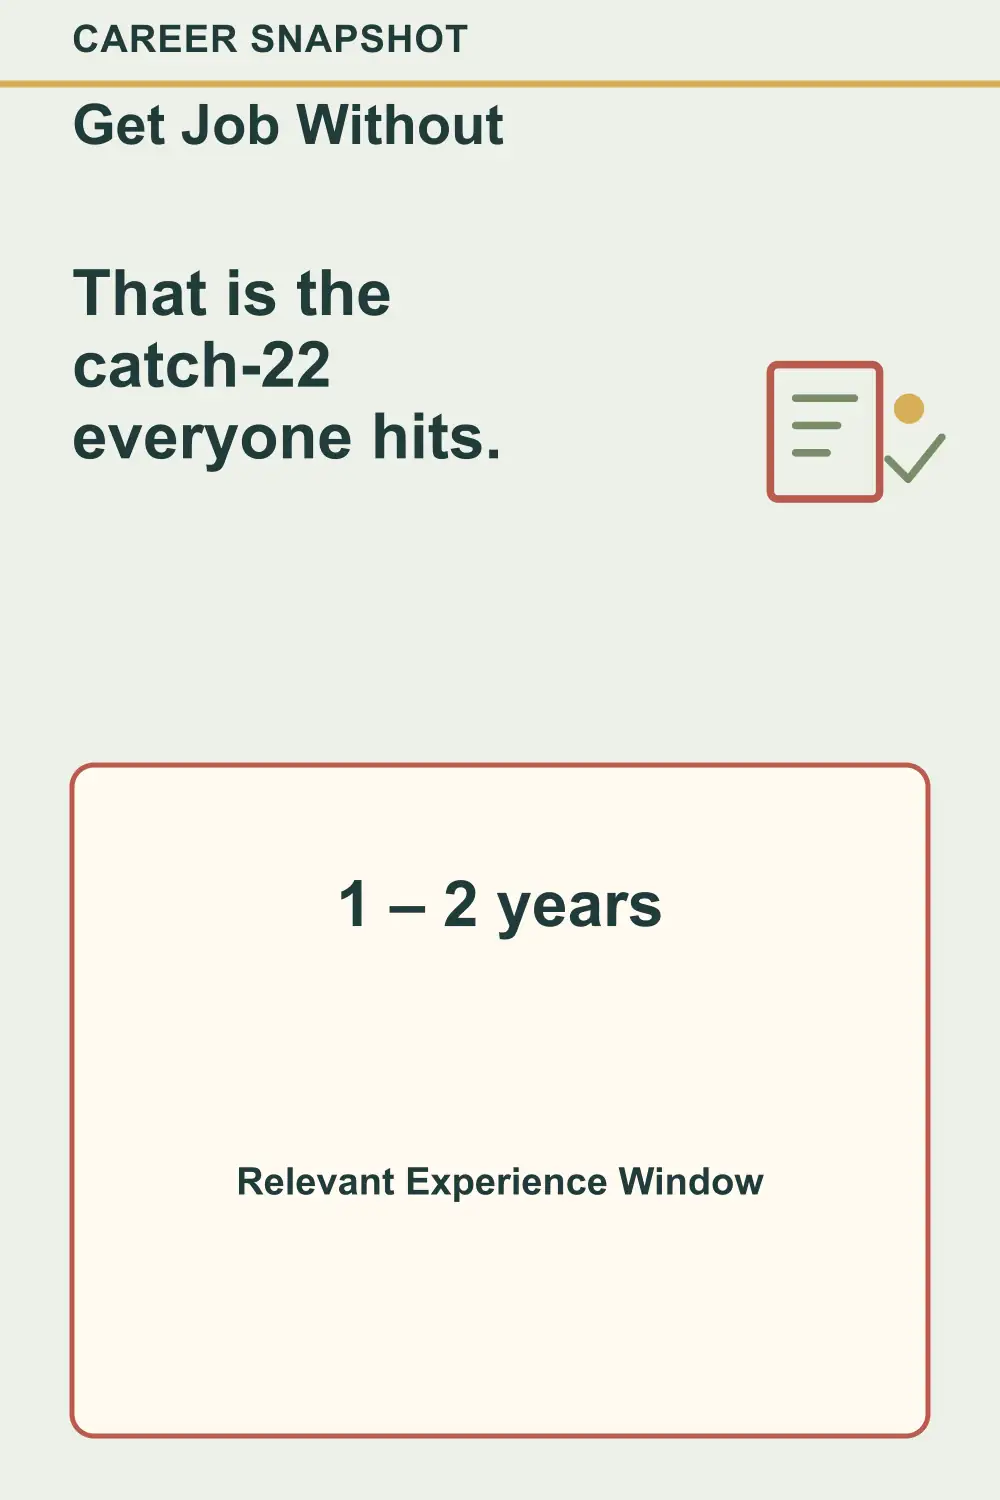 CAREER SNAPSHOT
Get Job Without
That is the
catch-22
everyone hits.
1 – 2 years
Relevant Experience Window